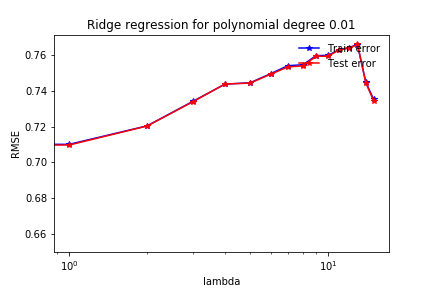 Ridge regression for polynomial degree 0.01
Train error
Test error
0.76
0.74
0.72
0.70
0.68
0.66
RMSE
10⁰
10¹
lambda